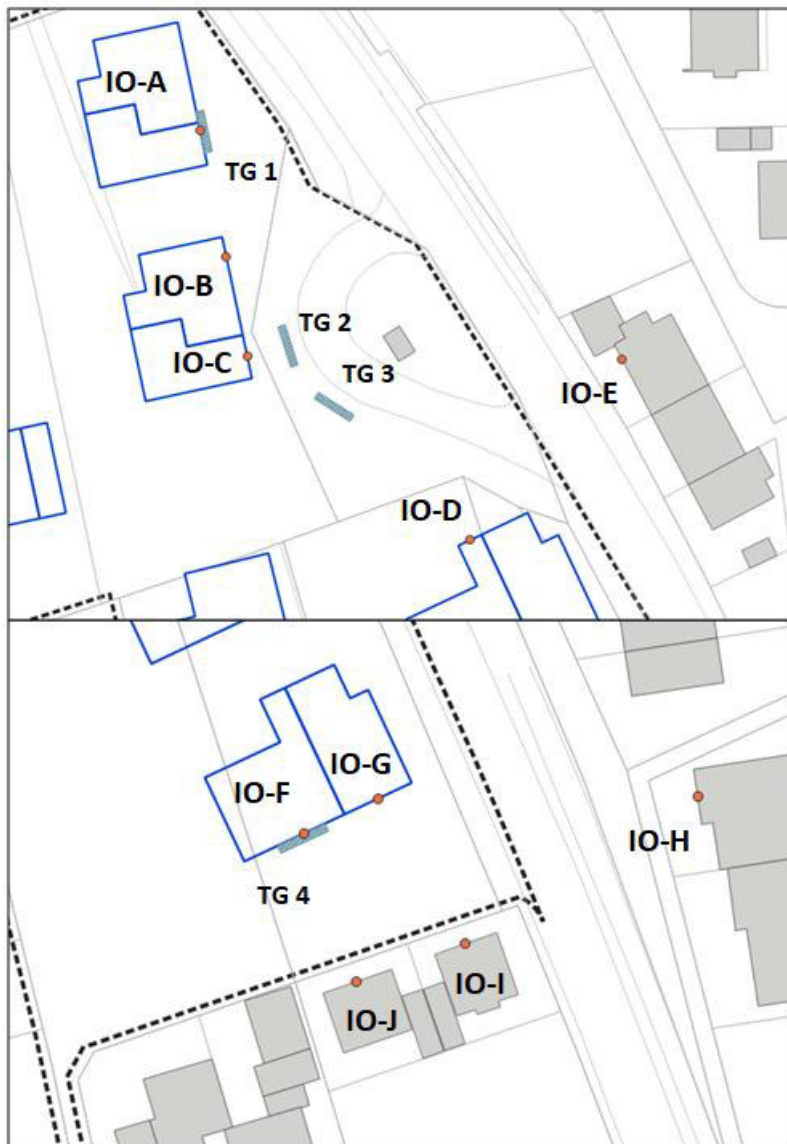 IO-A
TG 1
IO-B
TG 2
IO-C
TG 3
IO-E
IO-D
IO-G
IO-F
IO-H
TG 4
IO-I
IO-J